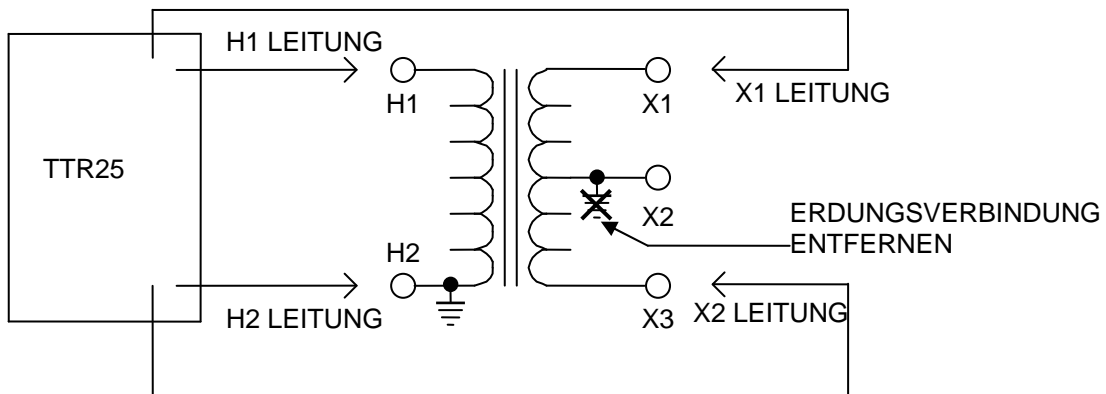 H1 LEITUNG
H1
X1
X1 LEITUNG
TTR25
X2
ERDUNGSVERBINDUNG
ENTFERNEN
H2
H2 LEITUNG
X3
X2 LEITUNG